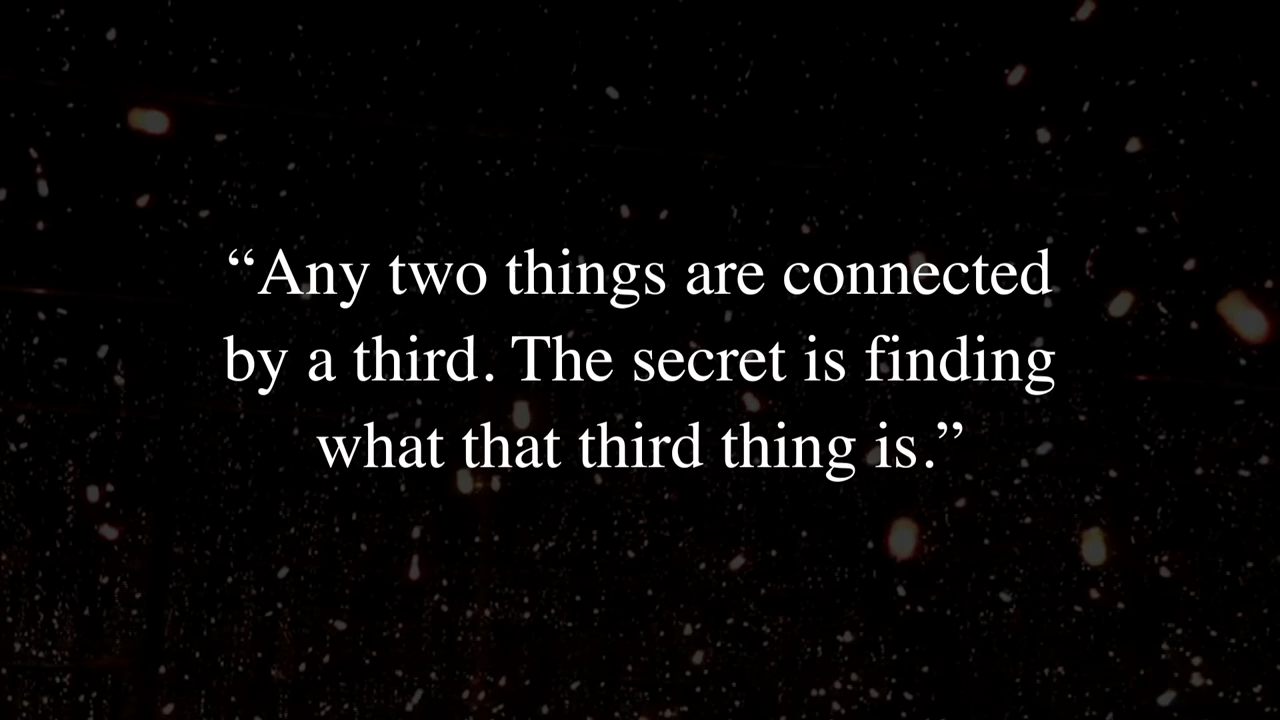 “Any two things are connected
by a third. The secret is finding
what that third thing is.”